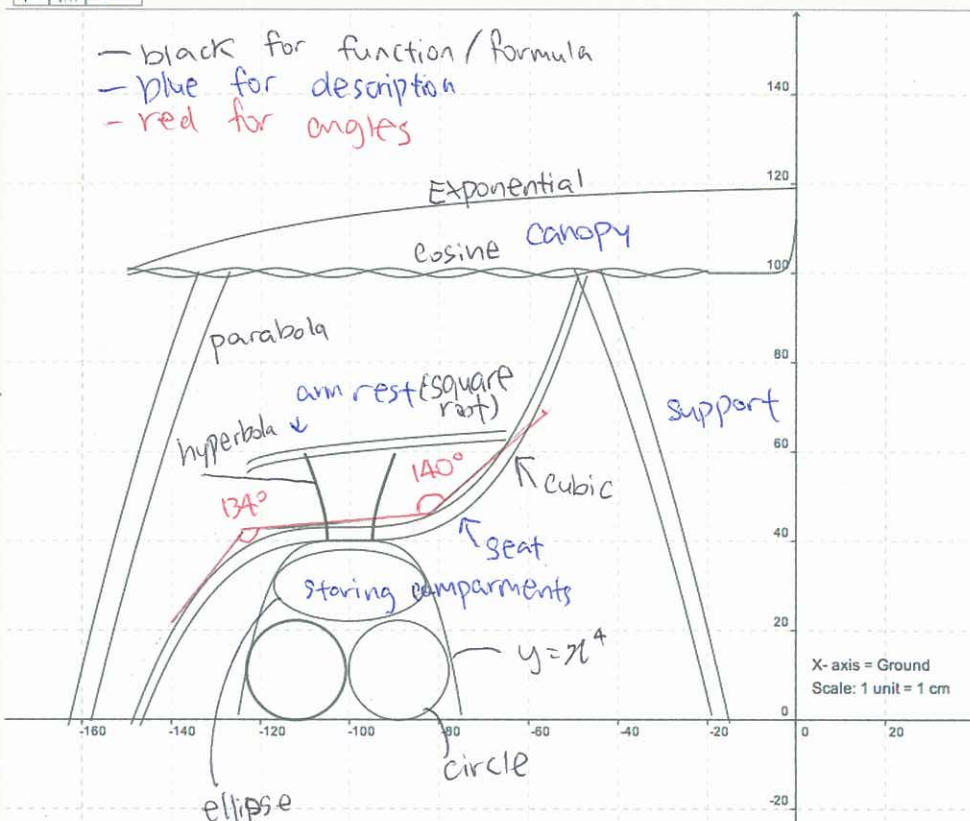 — black for function / formula
— blue for description
- red for angles
140
Exponential
120
Canopy
Cosine
100
parabola
80
arm rest (square
root)
support
hyperbola
60
140°
cubic
134°
40
seat
storing comparments
y = x⁴
20
X- axis = Ground
Scale: 1 unit = 1 cm
0
-160 -140 -120 -100 -80 -60 -40 -20 0 20
circle
ellipse
-20